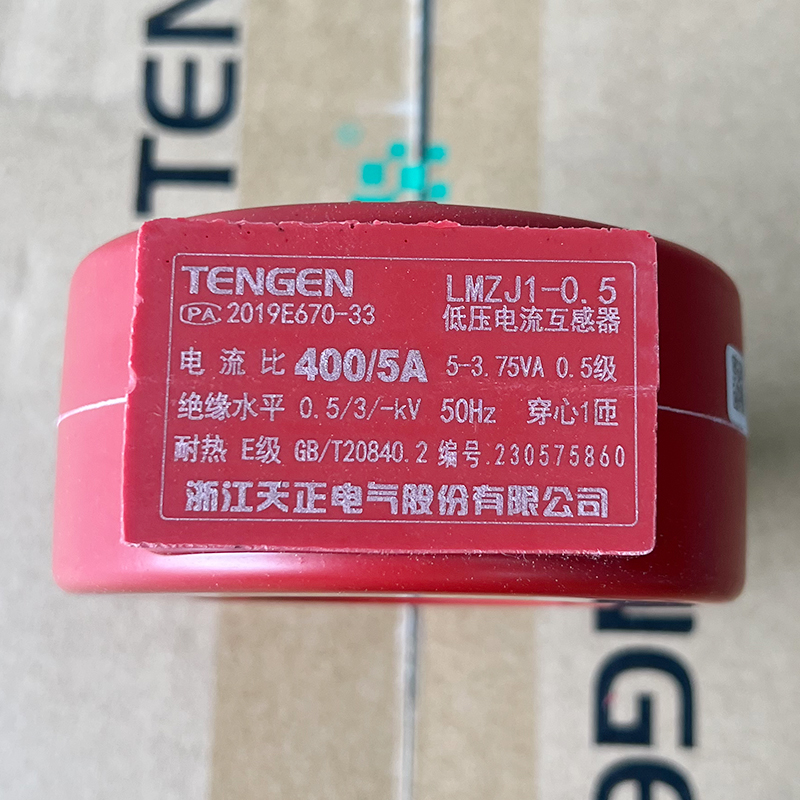 TEN
TENGEN
LMZJ1-0.5
PA 2019E670-33
低压电流互感器
电流比 400/5A 5-3.75VA 0.5级
绝缘水平 0.5/3/-kV 50Hz 穿心1匝
耐热 E级 GB/T20840.2 编号.230575860
浙江天正电气股份有限公司
NGE